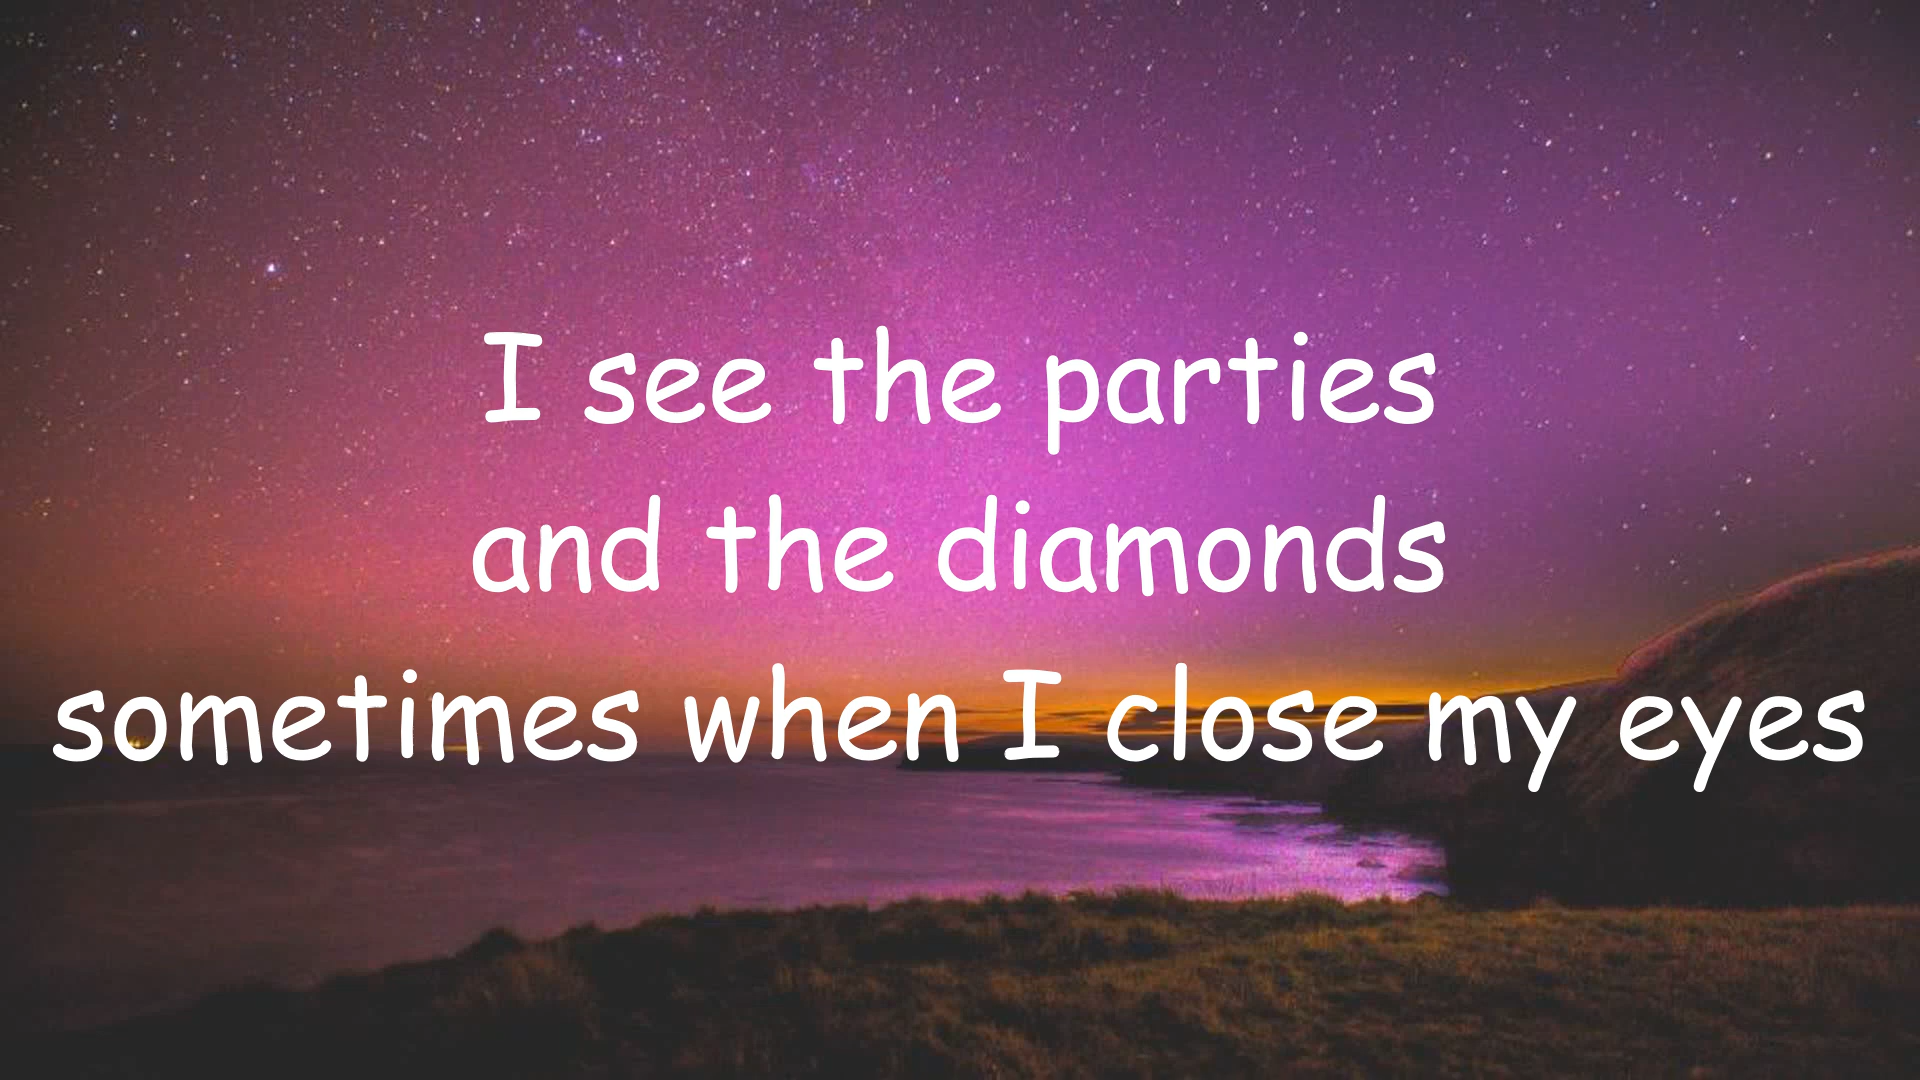 I see the parties
and the diamonds
sometimes when I close my eyes